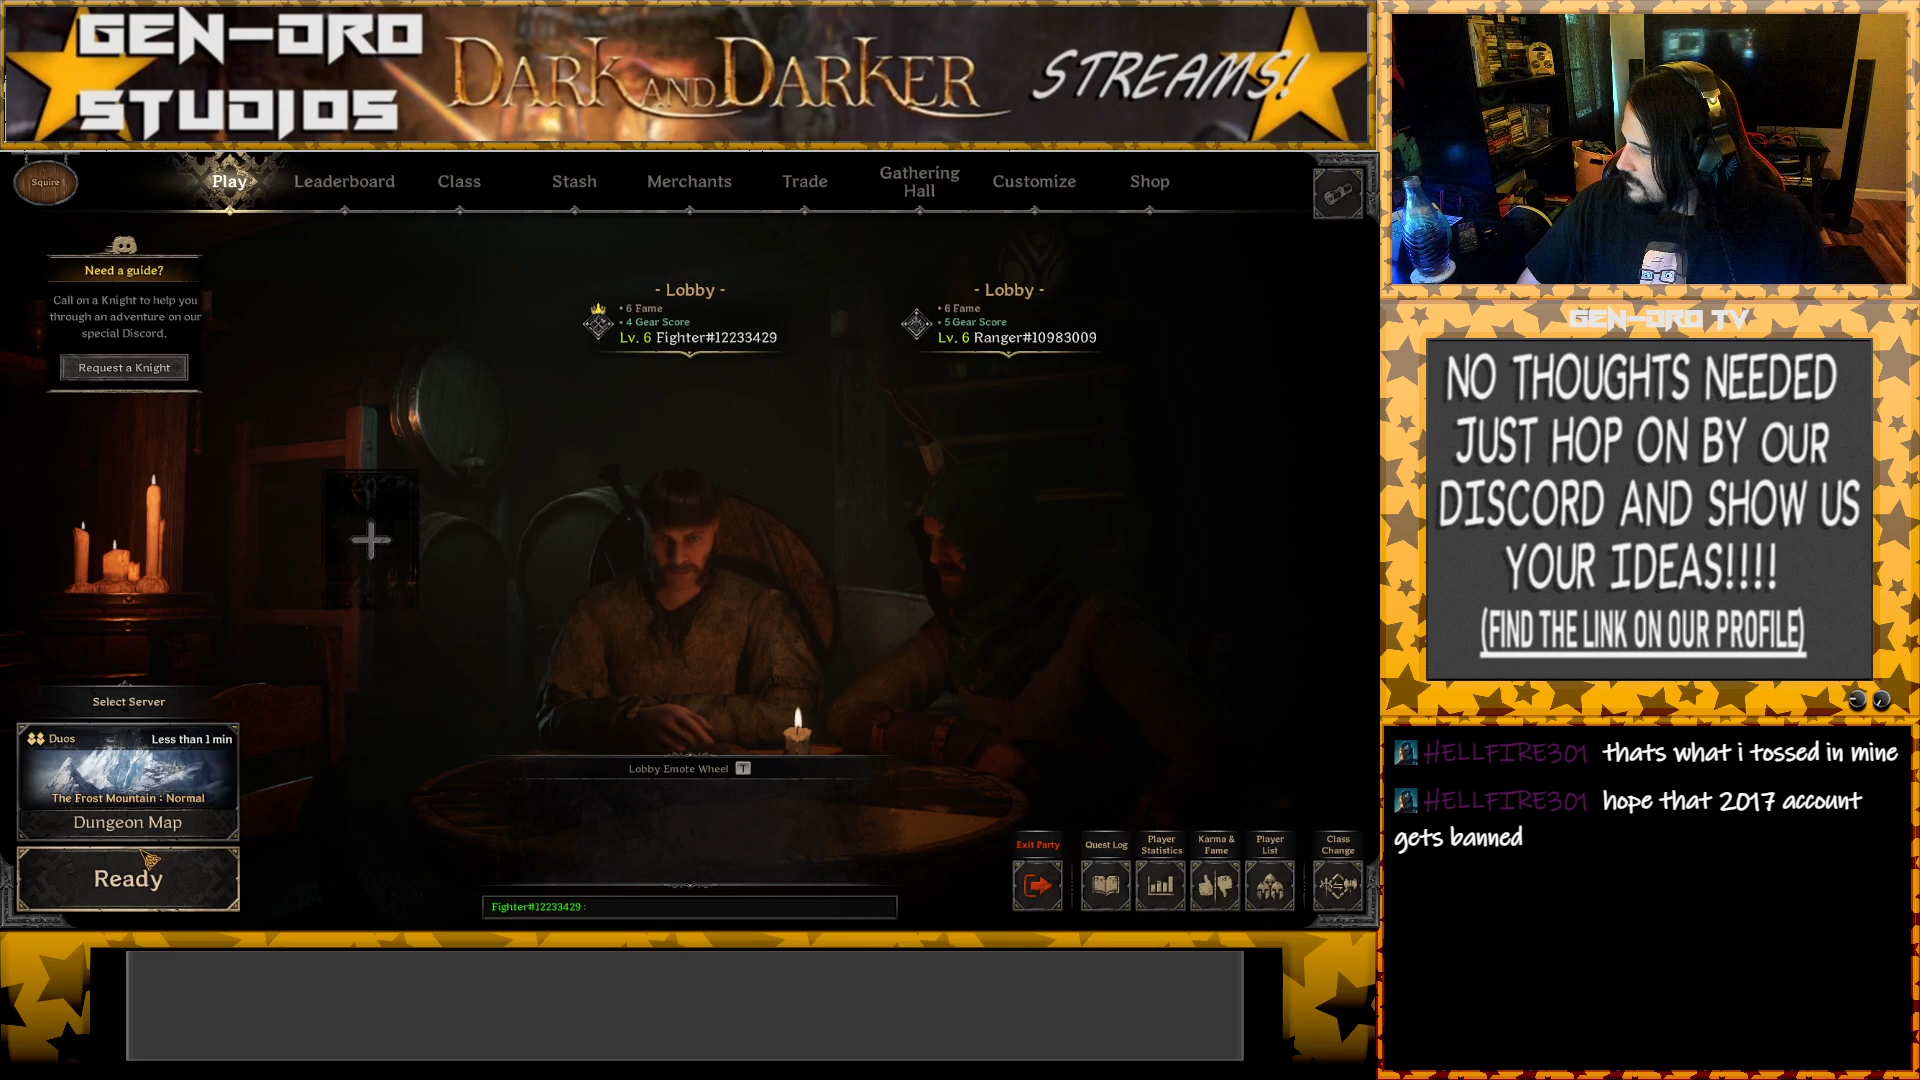 GEN-DRO
STUDIOS
DARK AND DARKER
STREAMS!
Squire
Play
Leaderboard
Class
Stash
Merchants
Trade
Gathering
Hall
Customize
Shop
Need a guide?
Call on a Knight to help you
through an adventure on our
special Discord.
Request a Knight
- Lobby -
• 6 Fame
• 4 Gear Score
Lv. 6 Fighter#12233429
- Lobby -
• 6 Fame
• 5 Gear Score
Lv. 6 Ranger#10983009
Select Server
Duos
Less than 1 min
The Frost Mountain : Normal
Dungeon Map
Ready
Lobby Emote Wheel T
Fighter#12233429 :
Exit Party
Quest Log
Player
Statistics
Karma &
Fame
Player
List
Class
Change
GEN-DRO TV
NO THOUGHTS NEEDED
JUST HOP ON BY OUR
DISCORD AND SHOW US
YOUR IDEAS!!!!
(FIND THE LINK ON OUR PROFILE)
HELLFIRE301 thats what i tossed in mine
HELLFIRE301 hope that 2017 account
gets banned